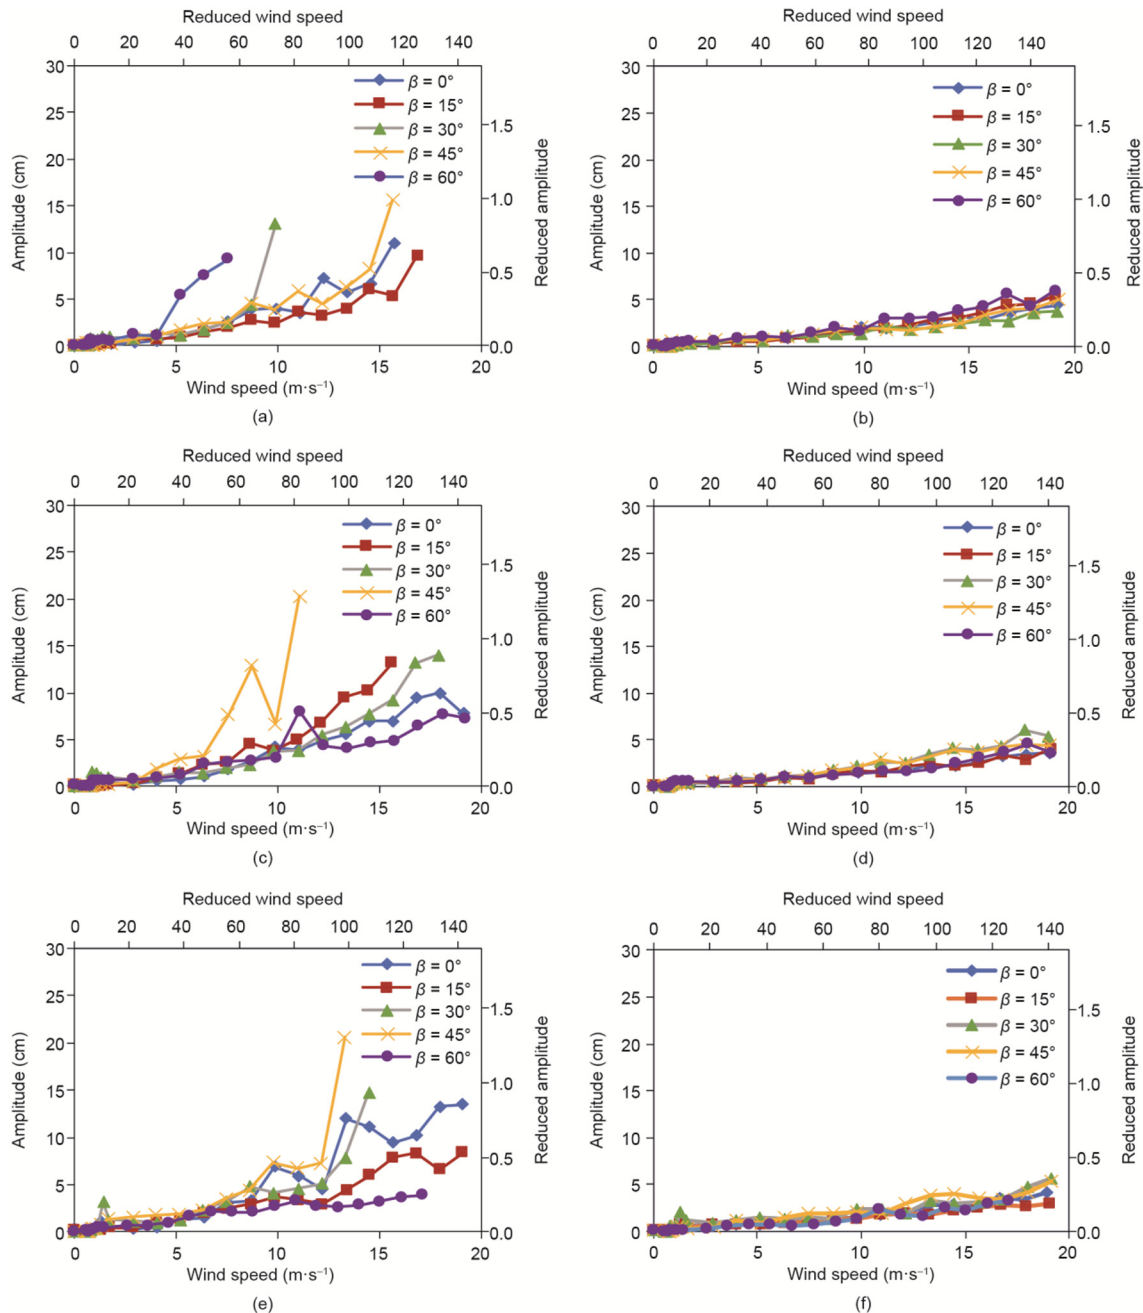 Reduced wind speed
0 20 40 60 80 100 120 140
30
25
20
15
10
5
0
Amplitude (cm)
β = 0°
β = 15°
β = 30°
β = 45°
β = 60°
1.5
1.0
0.5
0.0
Reduced amplitude
0 5 10 15 20
Wind speed (m·s⁻¹)
(a)
Reduced wind speed
0 20 40 60 80 100 120 140
30
25
20
15
10
5
0
Amplitude (cm)
β = 0°
β = 15°
β = 30°
β = 45°
β = 60°
1.5
1.0
0.5
0.0
Reduced amplitude
0 5 10 15 20
Wind speed (m·s⁻¹)
(b)
Reduced wind speed
0 20 40 60 80 100 120 140
30
25
20
15
10
5
0
Amplitude (cm)
β = 0°
β = 15°
β = 30°
β = 45°
β = 60°
1.5
1.0
0.5
0.0
Reduced amplitude
0 5 10 15 20
Wind speed (m·s⁻¹)
(c)
Reduced wind speed
0 20 40 60 80 100 120 140
30
25
20
15
10
5
0
Amplitude (cm)
β = 0°
β = 15°
β = 30°
β = 45°
β = 60°
1.5
1.0
0.5
0.0
Reduced amplitude
0 5 10 15 20
Wind speed (m·s⁻¹)
(d)
Reduced wind speed
0 20 40 60 80 100 120 140
30
25
20
15
10
5
0
Amplitude (cm)
β = 0°
β = 15°
β = 30°
β = 45°
β = 60°
1.5
1.0
0.5
0.0
Reduced amplitude
0 5 10 15 20
Wind speed (m·s⁻¹)
(e)
Reduced wind speed
0 20 40 60 80 100 120 140
30
25
20
15
10
5
0
Amplitude (cm)
β = 0°
β = 15°
β = 30°
β = 45°
β = 60°
1.5
1.0
0.5
0.0
Reduced amplitude
0 5 10 15 20
Wind speed (m·s⁻¹)
(f)